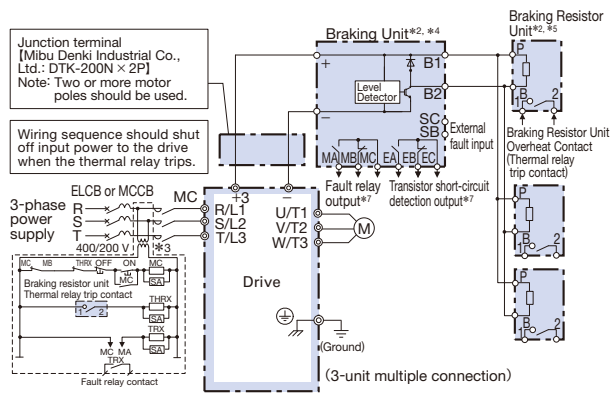 Junction terminal
【Mibu Denki Industrial Co.,
Ltd.: DTK-200N × 2P】
Note: Two or more motor
poles should be used.
Wiring sequence should shut
off input power to the drive
when the thermal relay trips.
Braking Unit*2, *4
+
−
Level
Detector
B1
B2
SC
SB
External
fault input
MA MB MC EA EB EC
Fault relay
output*7
Transistor short-circuit
detection output*7
Braking Resistor
Unit*2, *5
P
B
1 2
Braking Resistor Unit
Overheat Contact
(Thermal relay
trip contact)
P
B
1 2
P
B
1 2
ELCB or MCCB
MC
3-phase
power
supply
R
S
T
400/200 V
*3
R/L1
S/L2
T/L3
+3
−
U/T1
V/T2
W/T3
M
Drive
(Ground)
(3-unit multiple connection)
MC MB THRX OFF ON MC
MC
SA
Braking resistor unit
Thermal relay trip contact
1 2
THRX
SA
TRX
SA
MC MA
TRX
Fault relay contact